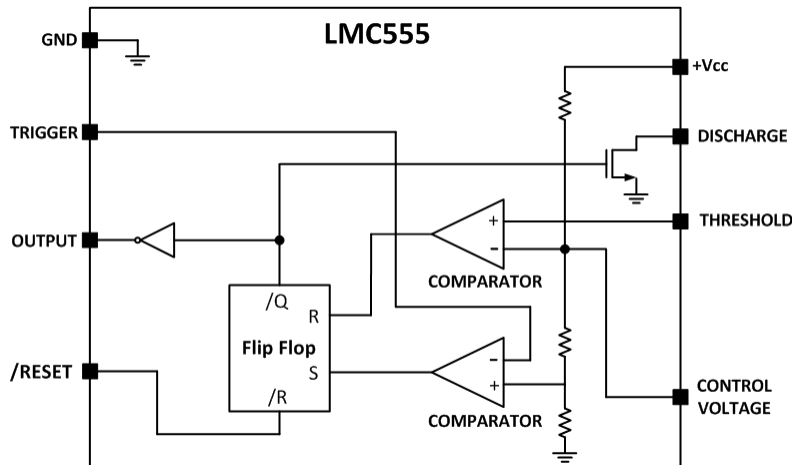 LMC555
GND
+Vcc
TRIGGER
DISCHARGE
THRESHOLD
+
-
OUTPUT
COMPARATOR
/Q
R
Flip Flop
S
-
+
/RESET
/R
COMPARATOR
CONTROL
VOLTAGE